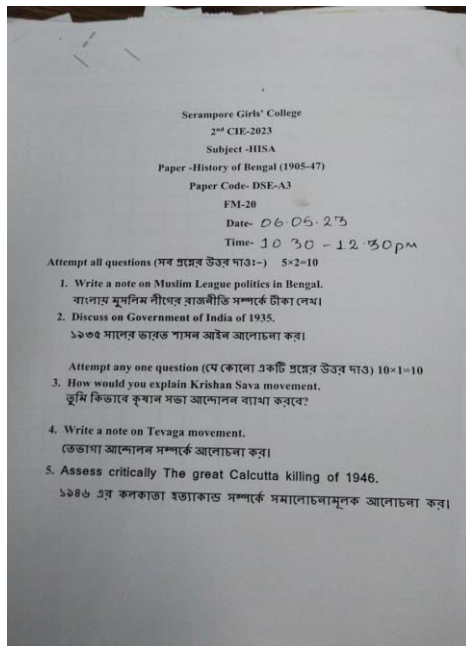 Serampore Girls' College
2nd CIE-2023
Subject -HISA
Paper -History of Bengal (1905-47)
Paper Code- DSE-A3
FM-20
Date- 06.05.23
Time- 10.30 - 12.30pm
Attempt all questions (সব প্রশ্নের উত্তর দাওঃ-) 5×2=10
1. Write a note on Muslim League politics in Bengal.
বাংলায় মুসলিম লীগের রাজনীতি সম্পর্কে টীকা লেখ।
2. Discuss on Government of India of 1935.
১৯৩৫ সালের ভারত শাসন আইন আলোচনা কর।
Attempt any one question ((যে কোনো একটি প্রশ্নের উত্তর দাও) 10×1=10
3. How would you explain Krishan Sava movement.
তুমি কিভাবে কৃষান সভা আন্দোলন ব্যাথা করবে?
4. Write a note on Tevaga movement.
তেভাগা আন্দোলন সম্পর্কে আলোচনা কর।
5. Assess critically The great Calcutta killing of 1946.
১৯৪৬ এর কলকাতা হত্যাকান্ড সম্পর্কে সমালোচনামূলক আলোচনা কর।